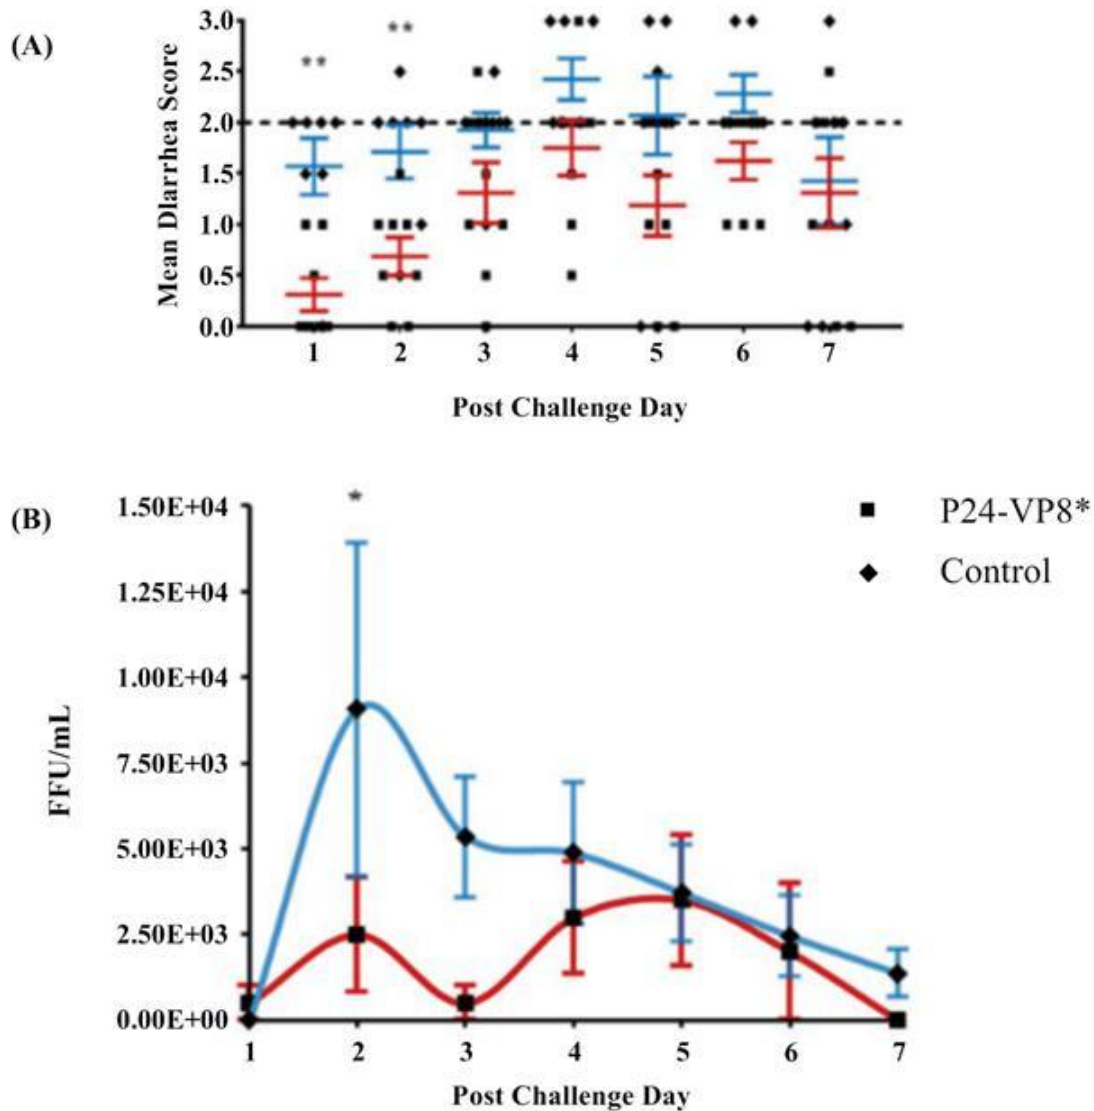 (A)
Mean DIarrhea Score
3.0
2.5
2.0
1.5
1.0
0.5
0.0
** **
1 2 3 4 5 6 7
Post Challenge Day
(B)
FFU/mL
1.50E+04
1.25E+04
1.00E+04
7.50E+03
5.00E+03
2.50E+03
0.00E+00
*
1 2 3 4 5 6 7
Post Challenge Day
P24-VP8*
Control